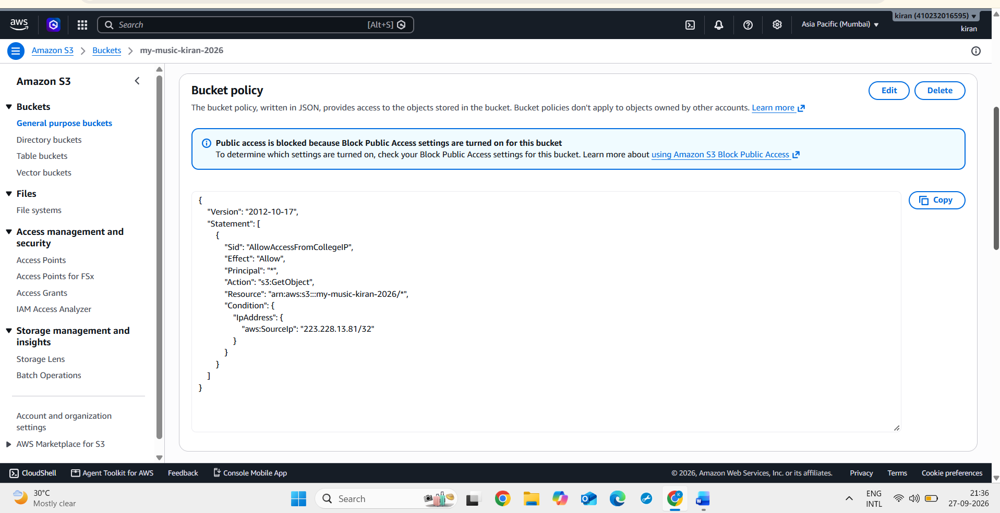 aws
Search
[Alt+S]
Asia Pacific (Mumbai)
kiran (410232016595)
kiran
Amazon S3
Buckets
my-music-kiran-2026
Amazon S3
Buckets
General purpose buckets
Directory buckets
Table buckets
Vector buckets
Files
File systems
Access management and
security
Access Points
Access Points for FSx
Access Grants
IAM Access Analyzer
Storage management and
insights
Storage Lens
Batch Operations
Account and organization
settings
AWS Marketplace for S3
Bucket policy
Edit
Delete
The bucket policy, written in JSON, provides access to the objects stored in the bucket. Bucket policies don't apply to objects owned by other accounts. Learn more
Public access is blocked because Block Public Access settings are turned on for this bucket
To determine which settings are turned on, check your Block Public Access settings for this bucket. Learn more about using Amazon S3 Block Public Access
Copy
{
"Version": "2012-10-17",
"Statement": [
{
"Sid": "AllowAccessFromCollegeIP",
"Effect": "Allow",
"Principal": "*",
"Action": "s3:GetObject",
"Resource": "arn:aws:s3:::my-music-kiran-2026/*",
"Condition": {
"IpAddress": {
"aws:SourceIp": "223.228.13.81/32"
}
}
}
]
}
CloudShell
Agent Toolkit for AWS
Feedback
Console Mobile App
© 2026, Amazon Web Services, Inc. or its affiliates.
Privacy
Terms
Cookie preferences
30°C
Mostly clear
Search
ENG
INTL
21:36
27-09-2026